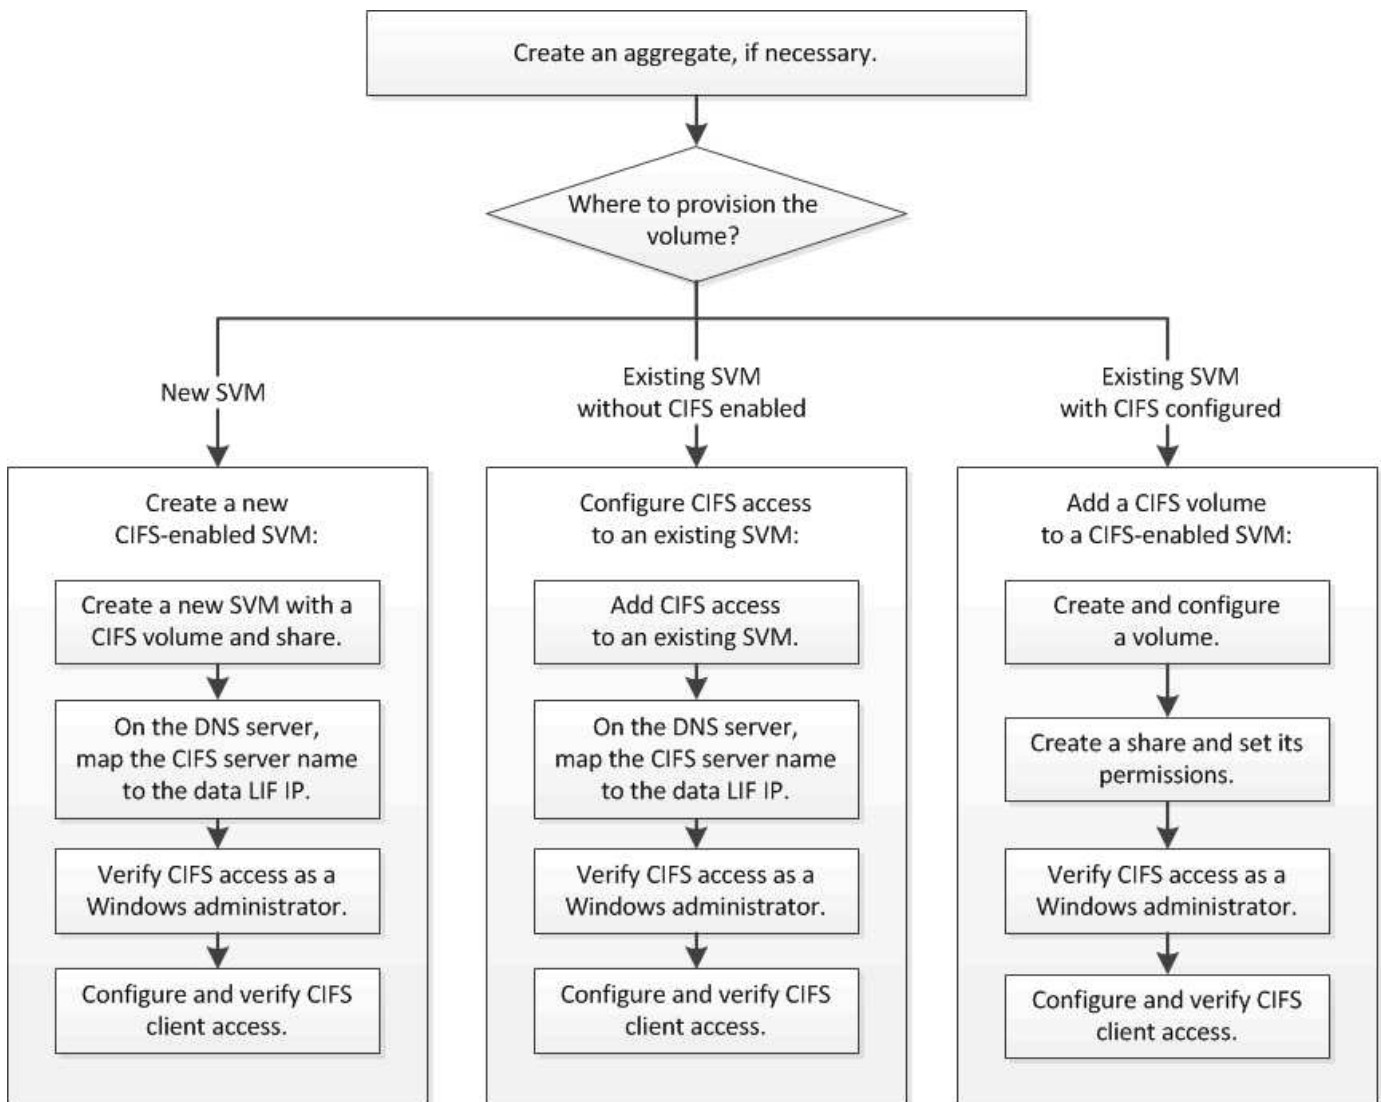 Create an aggregate, if necessary.
Where to provision the
volume?
New SVM
Existing SVM
without CIFS enabled
Existing SVM
with CIFS configured
Create a new
CIFS-enabled SVM:
Create a new SVM with a
CIFS volume and share.
On the DNS server,
map the CIFS server name
to the data LIF IP.
Verify CIFS access as a
Windows administrator.
Configure and verify CIFS
client access.
Configure CIFS access
to an existing SVM:
Add CIFS access
to an existing SVM.
On the DNS server,
map the CIFS server name
to the data LIF IP.
Verify CIFS access as a
Windows administrator.
Configure and verify CIFS
client access.
Add a CIFS volume
to a CIFS-enabled SVM:
Create and configure
a volume.
Create a share and set its
permissions.
Verify CIFS access as a
Windows administrator.
Configure and verify CIFS
client access.